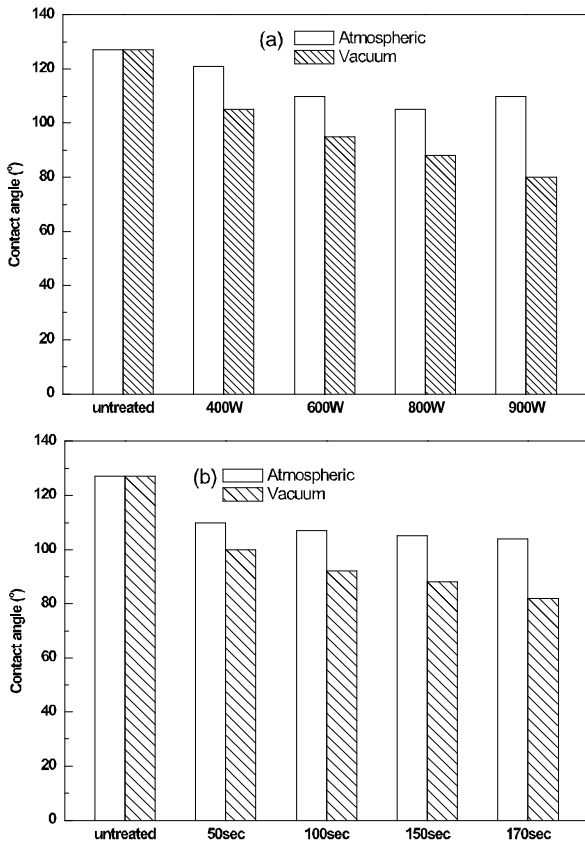 140
120
100
80
60
40
20
0
Contact angle (°)
(a)
Atmospheric
Vacuum
untreated 400W 600W 800W 900W
140
120
100
80
60
40
20
0
Contact angle (°)
(b)
Atmospheric
Vacuum
untreated 50sec 100sec 150sec 170sec